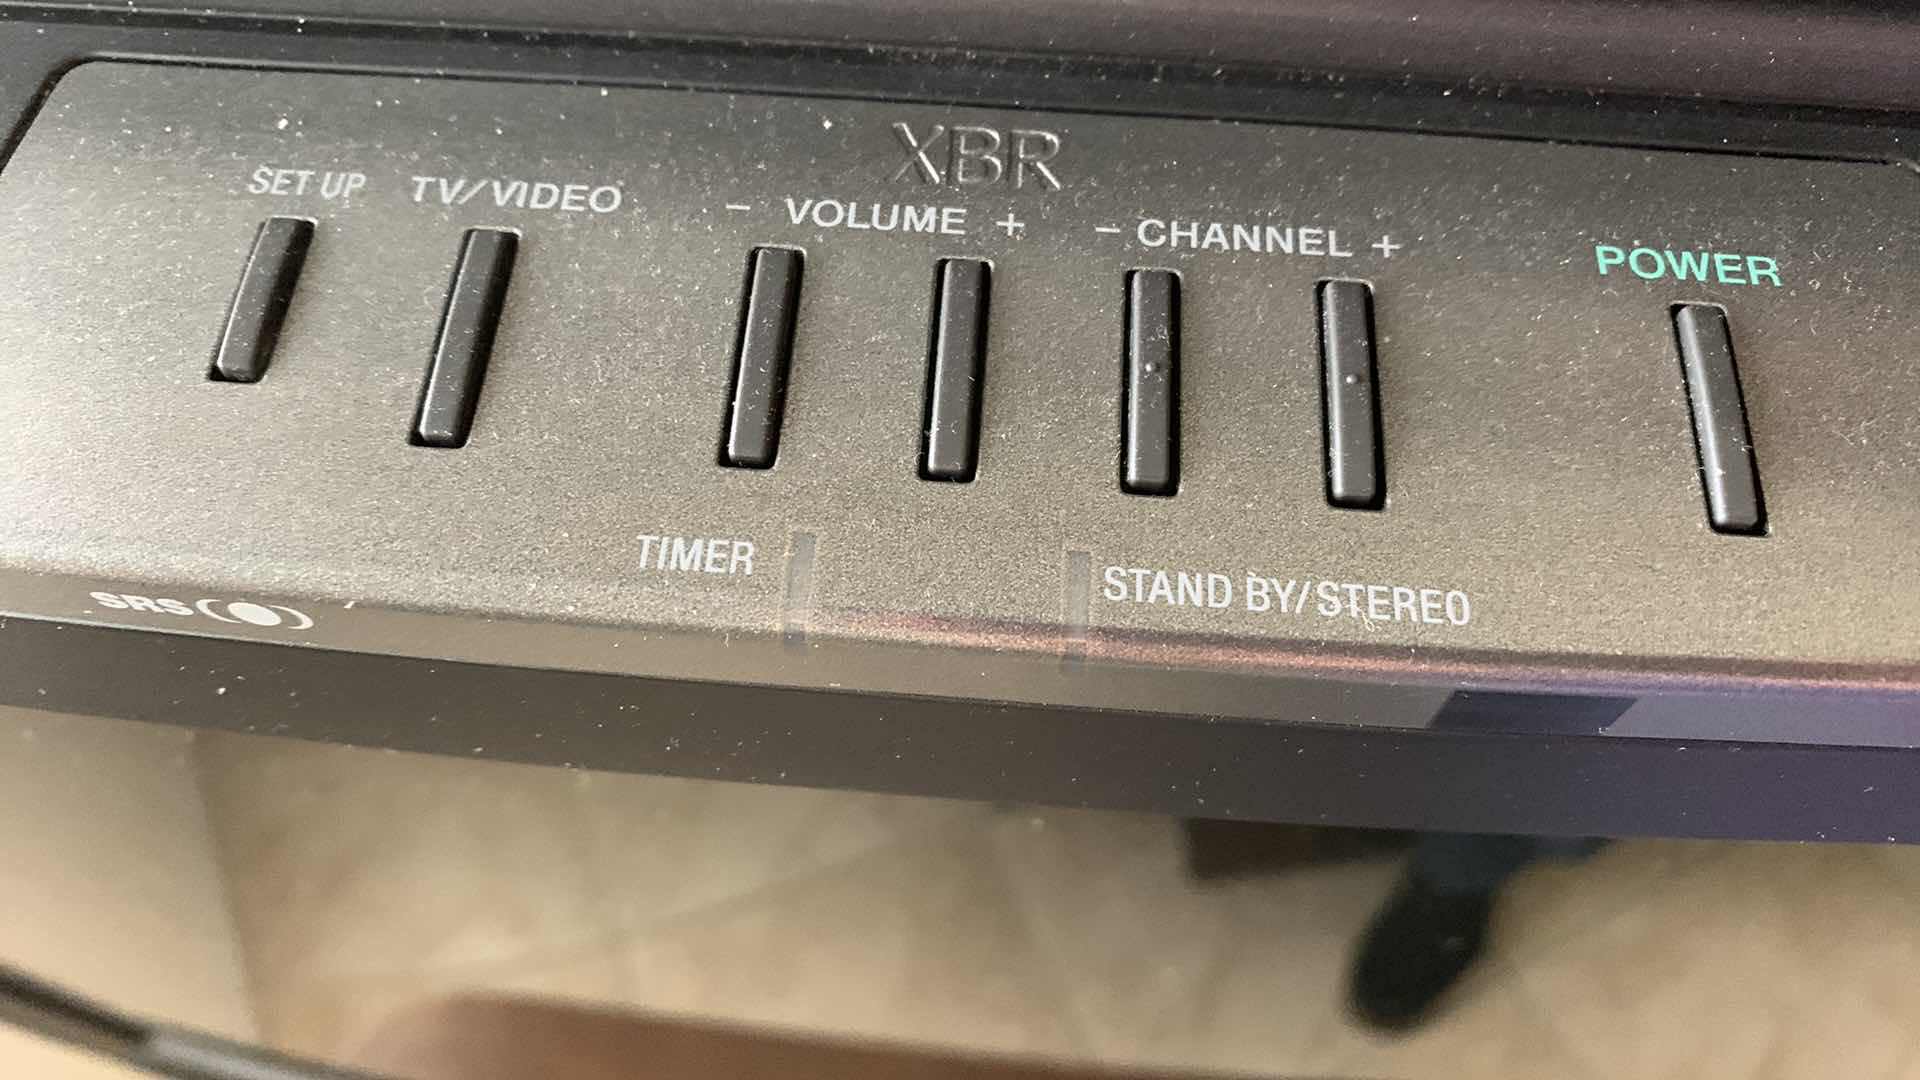 XBR
SET UP TV/VIDEO - VOLUME + - CHANNEL + POWER
TIMER STAND BY/STEREO
SRS